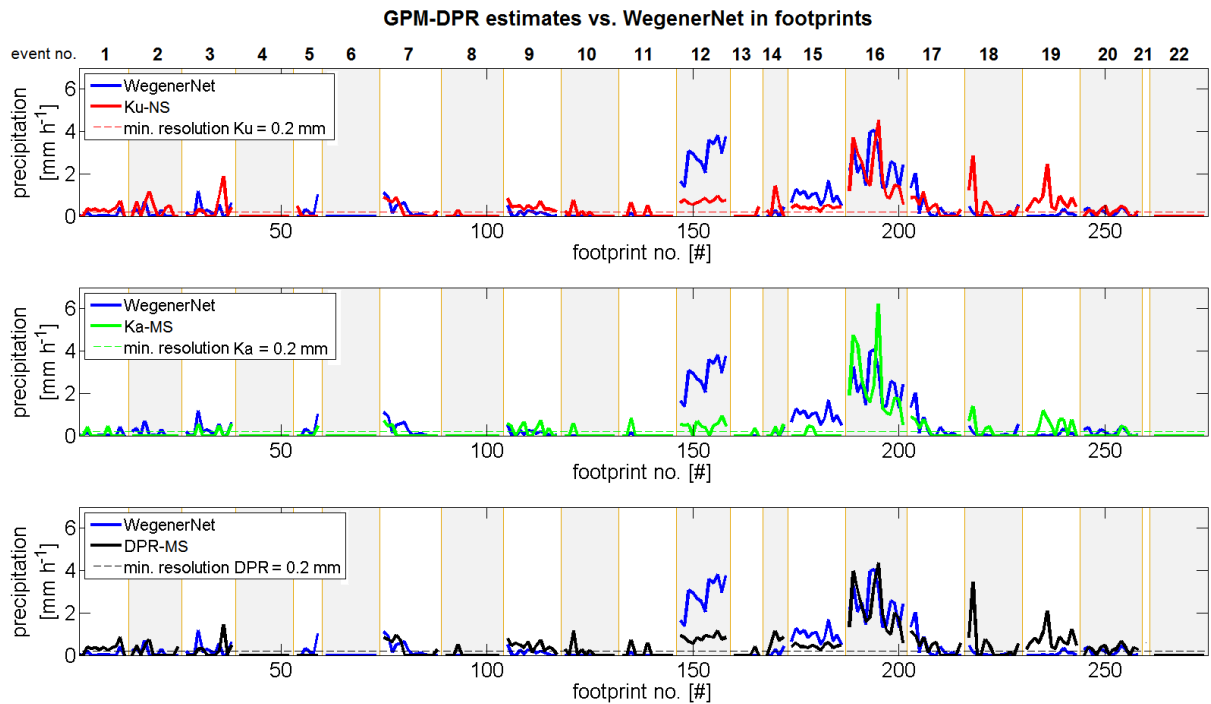 GPM-DPR estimates vs. WegenerNet in footprints
event no. 1 2 3 4 5 6 7 8 9 10 11 12 13 14 15 16 17 18 19 20 21 22
WegenerNet
Ku-NS
min. resolution Ku = 0.2 mm
precipitation
[mm h⁻¹]
6
4
2
0
50 100 150 200 250
footprint no. [#]
WegenerNet
Ka-MS
min. resolution Ka = 0.2 mm
precipitation
[mm h⁻¹]
6
4
2
0
50 100 150 200 250
footprint no. [#]
WegenerNet
DPR-MS
min. resolution DPR = 0.2 mm
precipitation
[mm h⁻¹]
6
4
2
0
50 100 150 200 250
footprint no. [#]